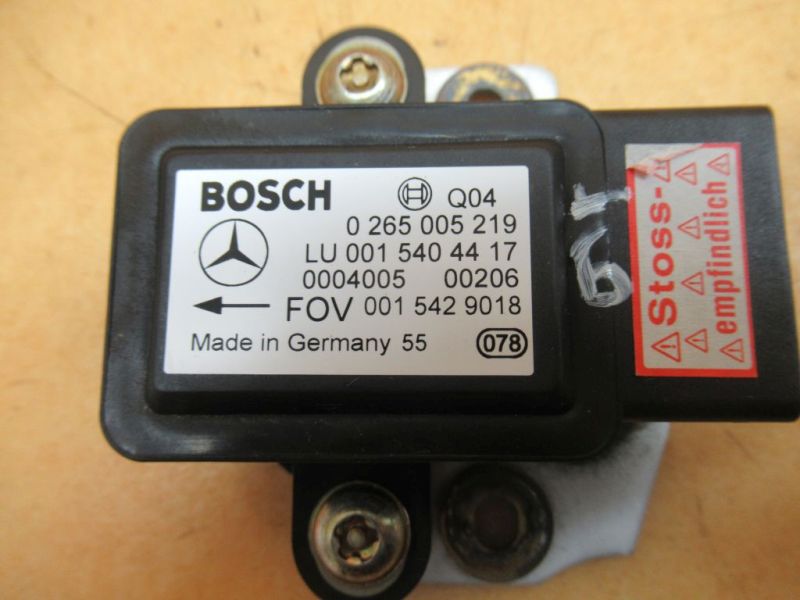 BOSCH Q04
0 265 005 219
LU 001 540 44 17
0004005 00206
FOV 001 542 9018
Made in Germany 55 078
Stoss-
empfindlich